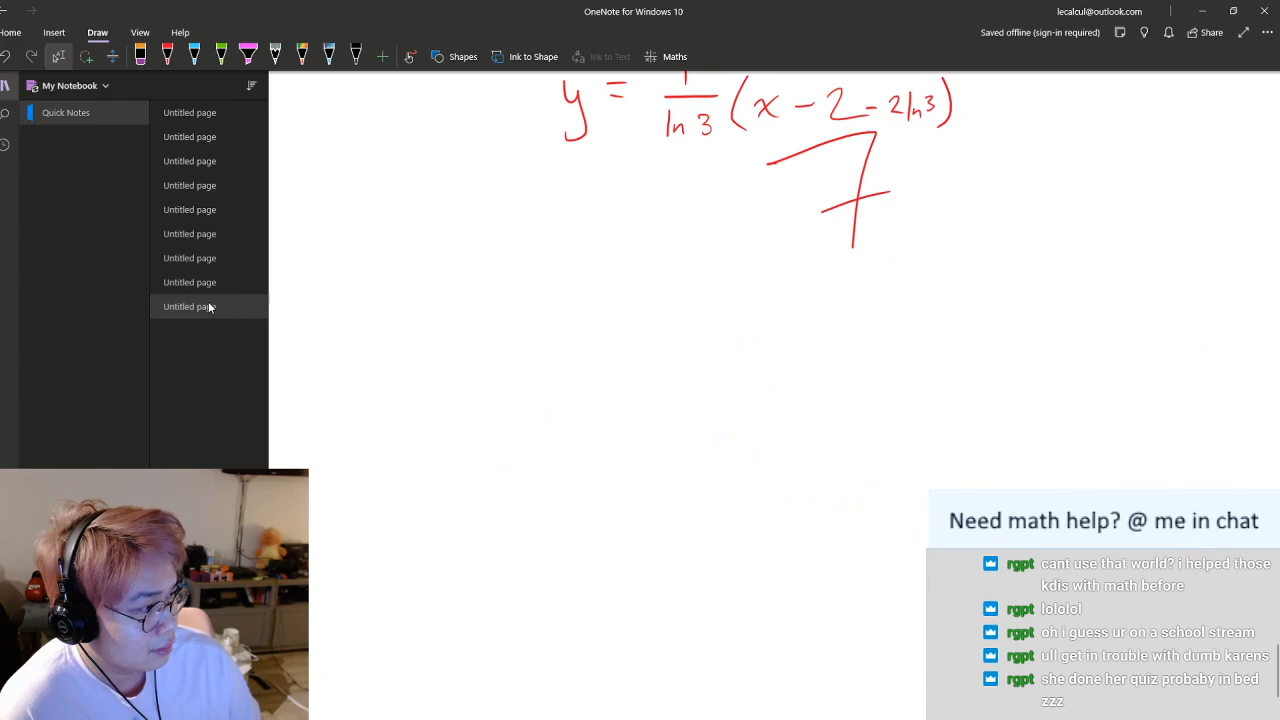 OneNote for Windows 10
lecalcul@outlook.com
Home Insert Draw View Help
Saved offline (sign-in required)
Share
Shapes
Ink to Shape
Ink to Text
Maths
My Notebook
Quick Notes
Untitled page
Untitled page
Untitled page
Untitled page
Untitled page
Untitled page
Untitled page
Untitled page
Untitled page
y = 1/ln 3 (x - 2 - 2ln3)
7
Need math help? @ me in chat
rgpt cant use that world? i helped those
kdis with math before
rgpt lololol
rgpt oh i guess ur on a school stream
rgpt ull get in trouble with dumb karens
rgpt she done her quiz probaby in bed
zzz